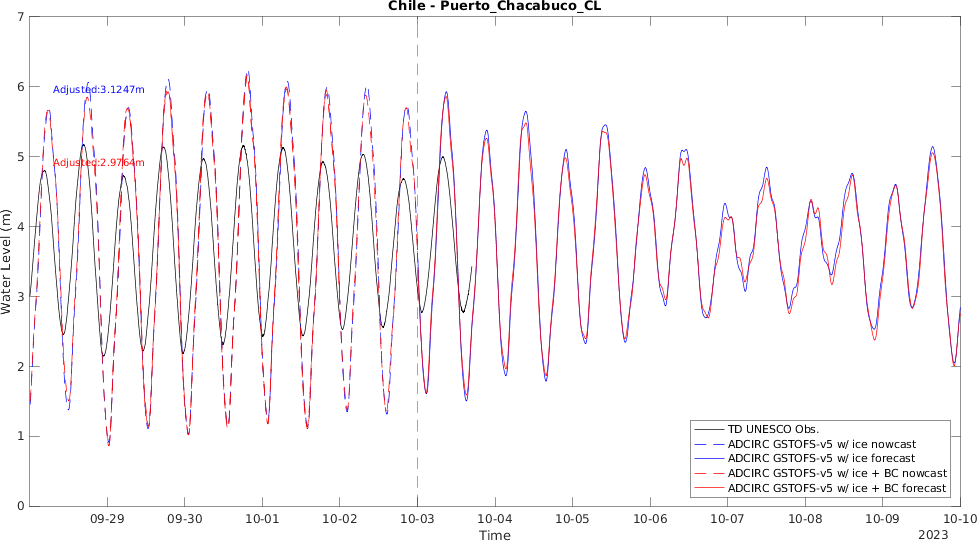 Chile - Puerto_Chacabuco_CL
7
6
5
4
3
2
1
0
Water Level (m)
Adjusted:3.1247m
Adjusted:2.9764m
TD UNESCO Obs.
ADCIRC GSTOFS-v5 w/ ice nowcast
ADCIRC GSTOFS-v5 w/ ice forecast
ADCIRC GSTOFS-v5 w/ ice + BC nowcast
ADCIRC GSTOFS-v5 w/ ice + BC forecast
09-29 09-30 10-01 10-02 10-03 10-04 10-05 10-06 10-07 10-08 10-09 10-10
Time
2023